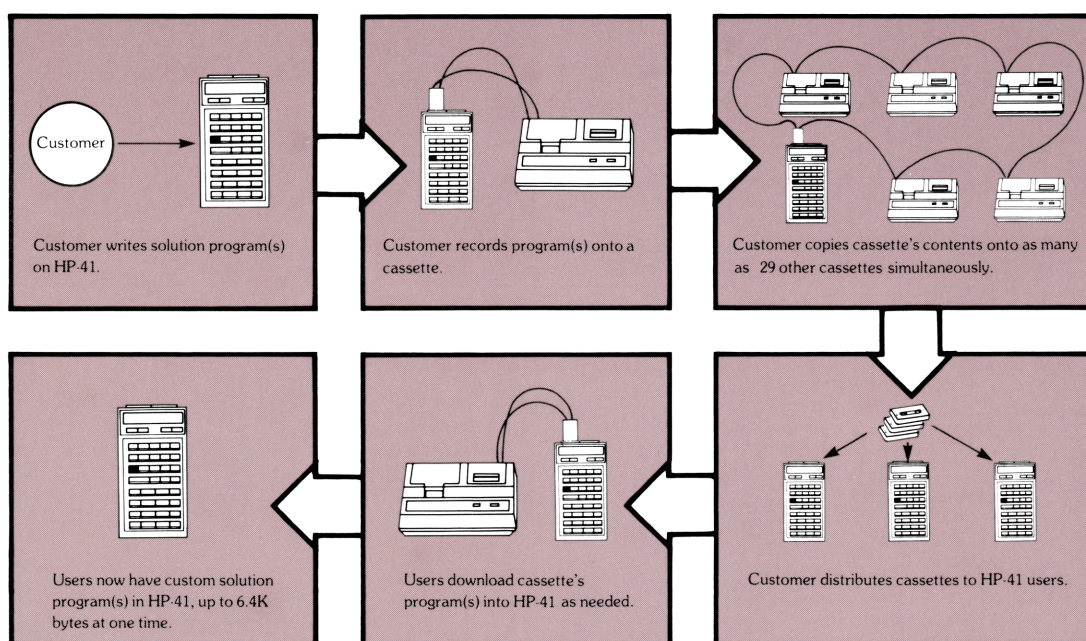 Customer
Customer writes solution program(s)
on HP-41.
Customer records program(s) onto a
cassette.
Customer copies cassette's contents onto as many
as 29 other cassettes simultaneously.
Customer distributes cassettes to HP-41 users.
Users download cassette's
program(s) into HP-41 as needed.
Users now have custom solution
program(s) in HP-41, up to 6.4K
bytes at one time.